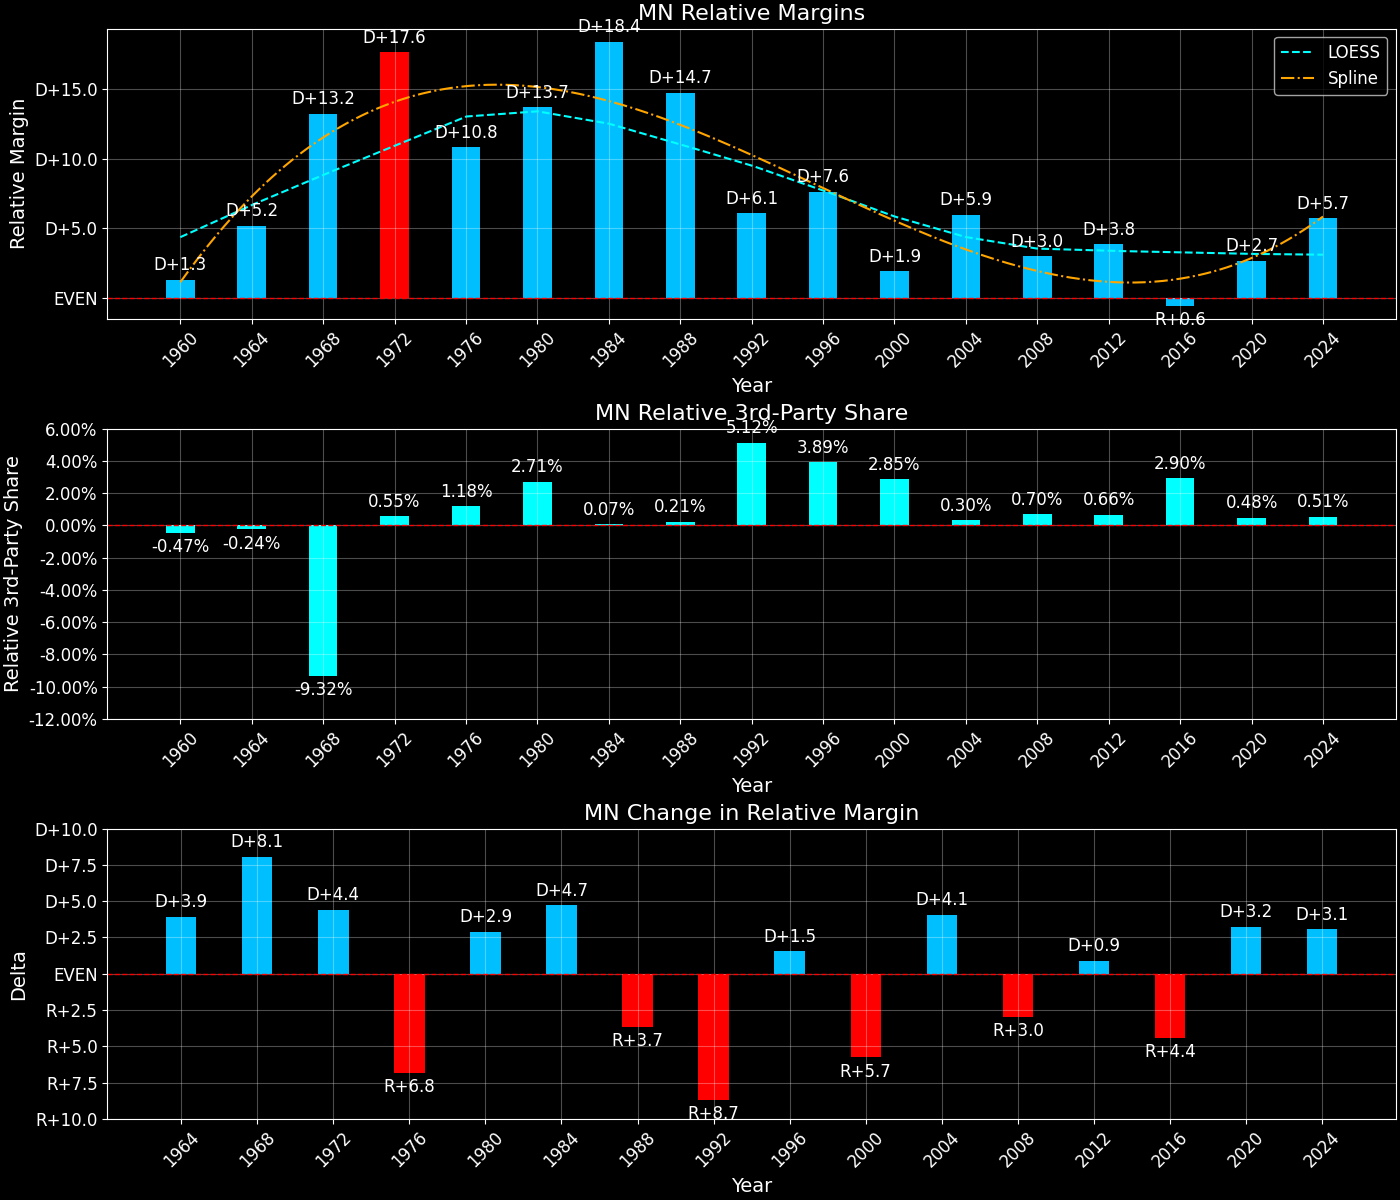 MN Relative Margins
Relative Margin
D+15.0
D+10.0
D+5.0
EVEN
D+1.3
D+5.2
D+13.2
D+17.6
D+10.8
D+13.7
D+18.4
D+14.7
D+6.1
D+7.6
D+1.9
D+5.9
D+3.0
D+3.8
R+0.6
D+2.7
D+5.7
LOESS
Spline
1960 1964 1968 1972 1976 1980 1984 1988 1992 1996 2000 2004 2008 2012 2016 2020 2024
Year
MN Relative 3rd-Party Share
Relative 3rd-Party Share
6.00%
4.00%
2.00%
0.00%
-2.00%
-4.00%
-6.00%
-8.00%
-10.00%
-12.00%
-0.47%
-0.24%
-9.32%
0.55%
1.18%
2.71%
0.07%
0.21%
5.12%
3.89%
2.85%
0.30%
0.70%
0.66%
2.90%
0.48%
0.51%
1960 1964 1968 1972 1976 1980 1984 1988 1992 1996 2000 2004 2008 2012 2016 2020 2024
Year
MN Change in Relative Margin
Delta
D+10.0
D+7.5
D+5.0
D+2.5
EVEN
R+2.5
R+5.0
R+7.5
R+10.0
D+3.9
D+8.1
D+4.4
R+6.8
D+2.9
D+4.7
R+3.7
R+8.7
D+1.5
R+5.7
D+4.1
R+3.0
D+0.9
R+4.4
D+3.2
D+3.1
1964 1968 1972 1976 1980 1984 1988 1992 1996 2000 2004 2008 2012 2016 2020 2024
Year